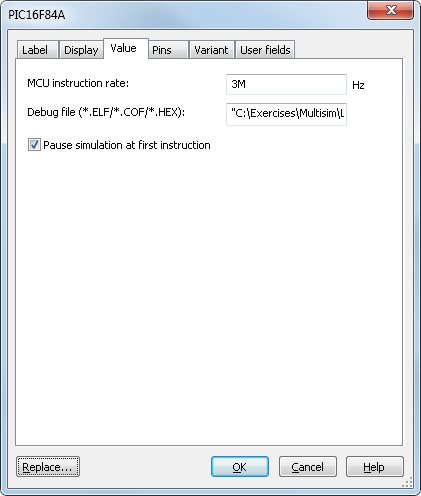 PIC16F84A
Label Display Value Pins Variant User fields
MCU instruction rate: 3M Hz
Debug file (*.ELF/*.COF/*.HEX): "C:\Exercises\Multisim\L
Pause simulation at first instruction
Replace... OK Cancel Help